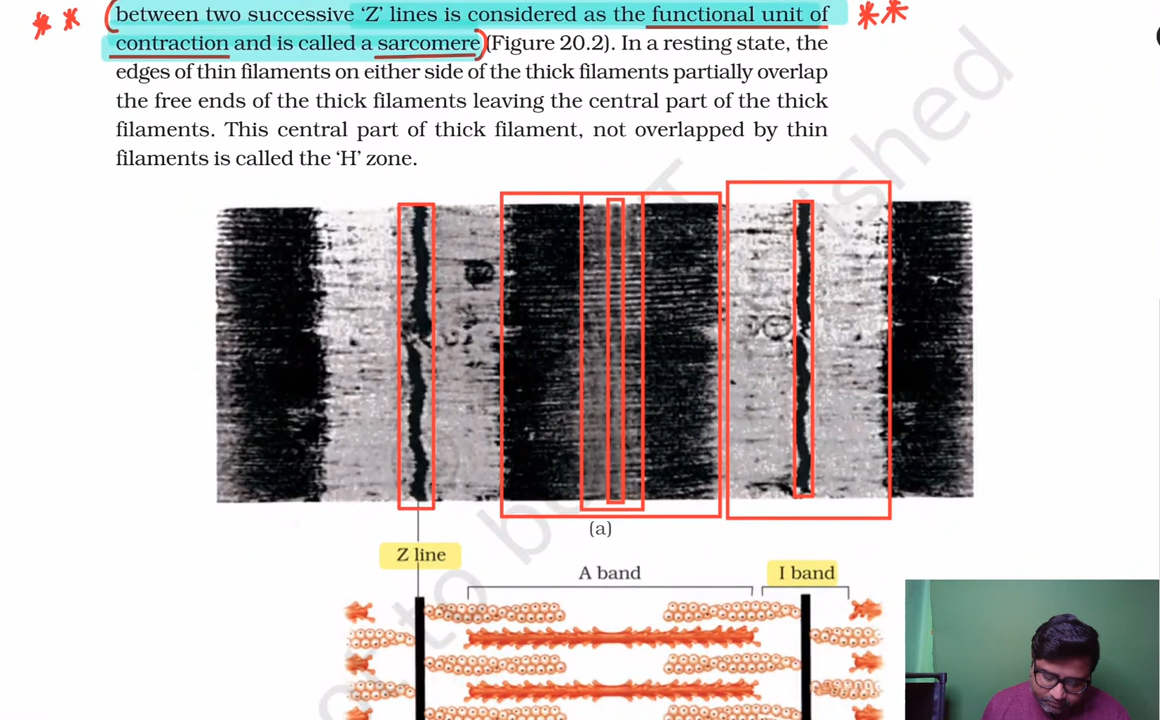 between two successive ‘Z’ lines is considered as the functional unit of
contraction and is called a sarcomere (Figure 20.2). In a resting state, the
edges of thin filaments on either side of the thick filaments partially overlap
the free ends of the thick filaments leaving the central part of the thick
filaments. This central part of thick filament, not overlapped by thin
filaments is called the ‘H’ zone.
(a)
Z line
A band
I band